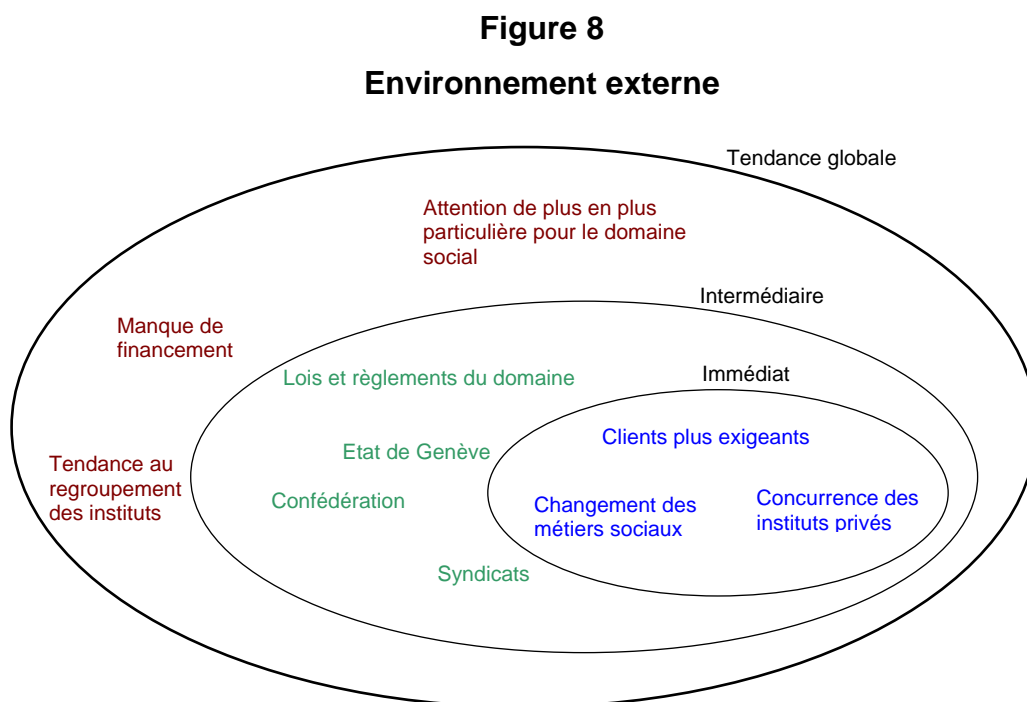 Figure 8
Environnement externe
Tendance globale
Attention de plus en plus
particulière pour le domaine
social
Intermédiaire
Manque de
financement
Lois et règlements du domaine
Immédiat
Clients plus exigeants
Etat de Genève
Tendance au
regroupement
des instituts
Confédération
Changement des
métiers sociaux
Concurrence des
instituts privés
Syndicats